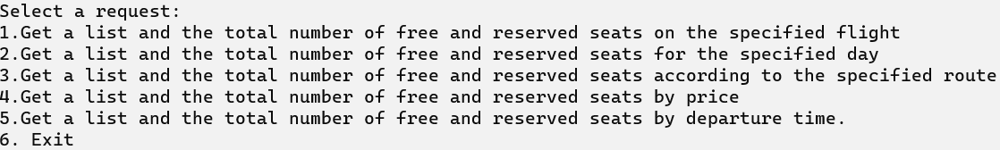 Select a request:
1.Get a list and the total number of free and reserved seats on the specified flight
2.Get a list and the total number of free and reserved seats for the specified day
3.Get a list and the total number of free and reserved seats according to the specified route
4.Get a list and the total number of free and reserved seats by price
5.Get a list and the total number of free and reserved seats by departure time.
6. Exit